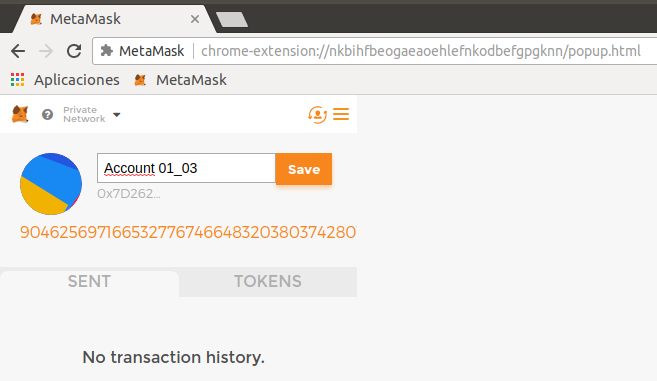 MetaMask
MetaMask chrome-extension://nkbihfbeogaeaoehlefnkodbefgpgknn/popup.html
Aplicaciones MetaMask
? Private
Network
Account 01_03 Save
0x7D262...
904625697166532776746648320380374280
SENT TOKENS
No transaction history.